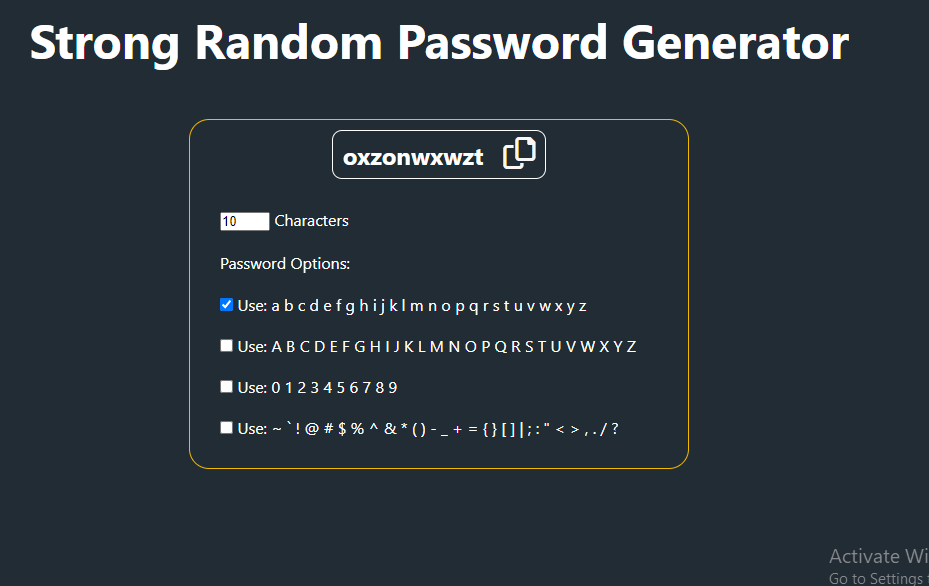 Strong Random Password Generator
oxzonwxwzt
10 Characters
Password Options:
Use: a b c d e f g h i j k l m n o p q r s t u v w x y z
Use: A B C D E F G H I J K L M N O P Q R S T U V W X Y Z
Use: 0 1 2 3 4 5 6 7 8 9
Use: ~ ` ! @ # $ % ^ & * ( ) - _ + = { } [ ] | ; : " < > , . / ?
Activate Wi
Go to Settings